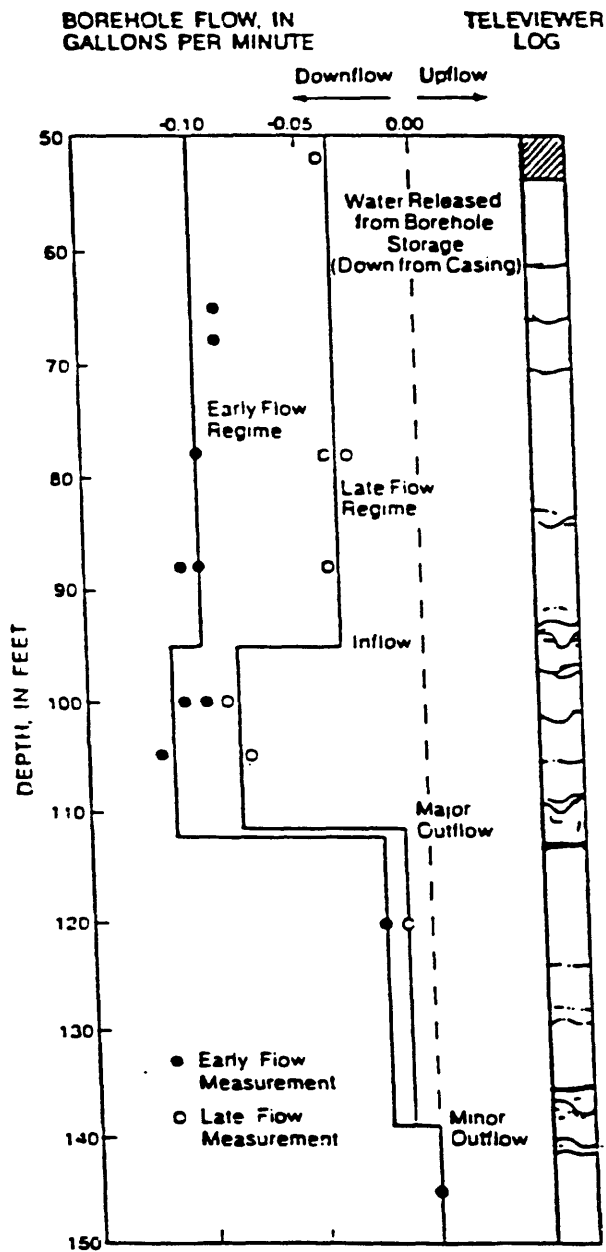 BOREHOLE FLOW, IN
GALLONS PER MINUTE
TELEVIEWER
LOG
Downflow
Upflow
-0.10
-0.05
0.00
50
Water Released
from Borehole
Storage
(Down from Casing)
60
70
Early Flow
Regime
80
Late Flow
Regime
90
Inflow
DEPTH, IN FEET
100
110
Major
Outflow
120
130
Early Flow
Measurement
Late Flow
Measurement
Minor
Outflow
140
150